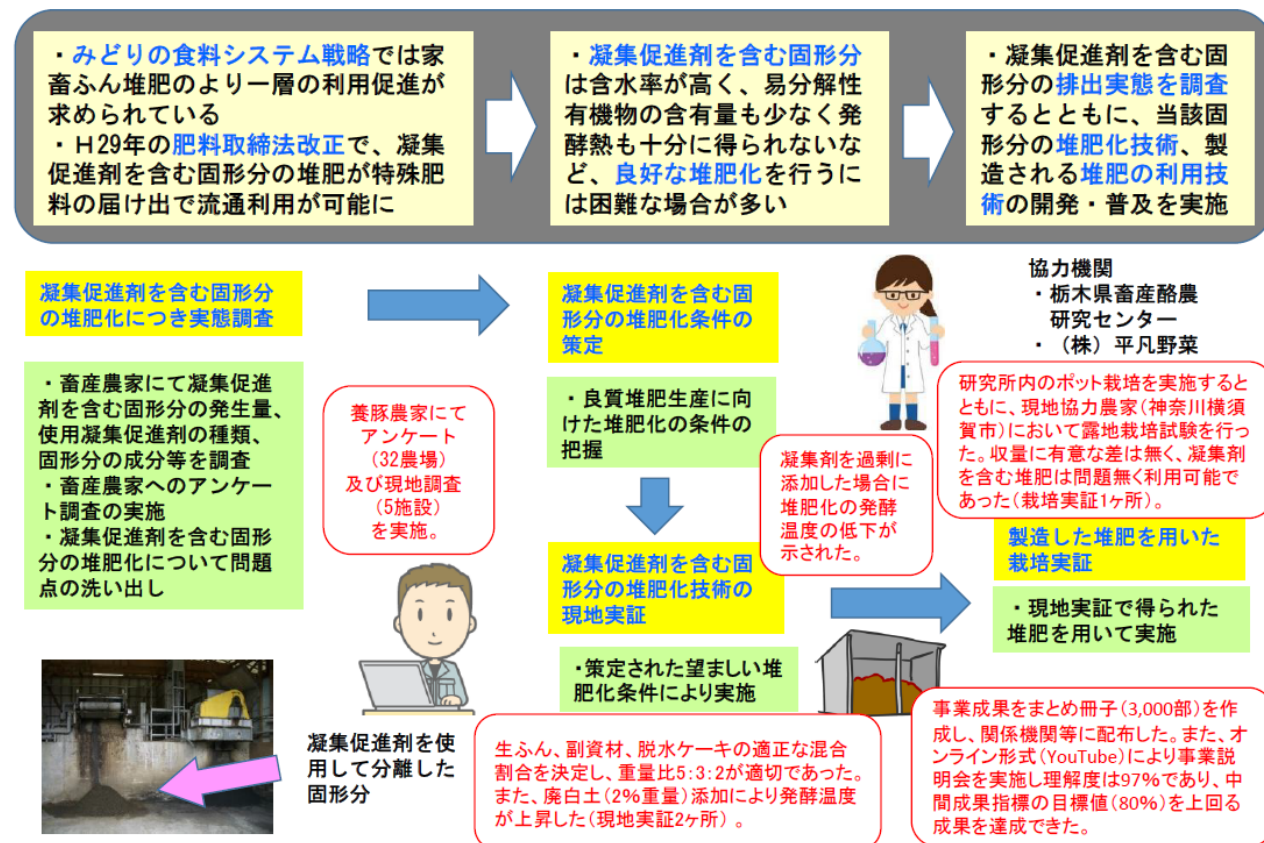 ・みどりの食料システム戦略では家
畜ふん堆肥のより一層の利用促進が
求められている
・H29年の肥料取締法改正で、凝集
促進剤を含む固形分の堆肥が特殊肥
料の届け出で流通利用が可能に
・凝集促進剤を含む固形分
は含水率が高く、易分解性
有機物の含有量も少なく発
酵熱も十分に得られないな
ど、良好な堆肥化を行うに
は困難な場合が多い
・凝集促進剤を含む固
形分の排出実態を調査
するとともに、当該固
形分の堆肥化技術、製
造される堆肥の利用技
術の開発・普及を実施
凝集促進剤を含む固形分
の堆肥化につき実態調査
・畜産農家にて凝集促進
剤を含む固形分の発生量、
使用凝集促進剤の種類、
固形分の成分等を調査
・畜産農家へのアンケー
ト調査の実施
・凝集促進剤を含む固形
分の堆肥化について問題
点の洗い出し
養豚農家にて
アンケート
(32農場)
及び現地調査
(5施設)
を実施。
凝集促進剤を含む固
形分の堆肥化条件の
策定
・良質堆肥生産に向
けた堆肥化の条件の
把握
凝集剤を過剰に
添加した場合に
堆肥化の発酵
温度の低下が
示された。
凝集促進剤を含む固
形分の堆肥化技術の
現地実証
・策定された望ましい堆
肥化条件により実施
生ふん、副資材、脱水ケーキの適正な混合
割合を決定し、重量比5:3:2が適切であった。
また、廃白土(2%重量)添加により発酵温度
が上昇した(現地実証2ヶ所)。
協力機関
・栃木県畜産酪農
研究センター
・(株)平凡野菜
研究所内のポット栽培を実施すると
ともに、現地協力農家(神奈川横須
賀市)において露地栽培試験を行っ
た。収量に有意な差は無く、凝集剤
を含む堆肥は問題無く利用可能で
あった(栽培実証1ヶ所)。
製造した堆肥を用いた
栽培実証
・現地実証で得られた
堆肥を用いて実施
事業成果をまとめ冊子(3,000部)を作
成し、関係機関等に配布した。また、オ
ンライン形式(YouTube)により事業説
明会を実施し理解度は97%であり、中
間成果指標の目標値(80%)を上回る
成果を達成できた。
凝集促進剤を使
用して分離した
固形分